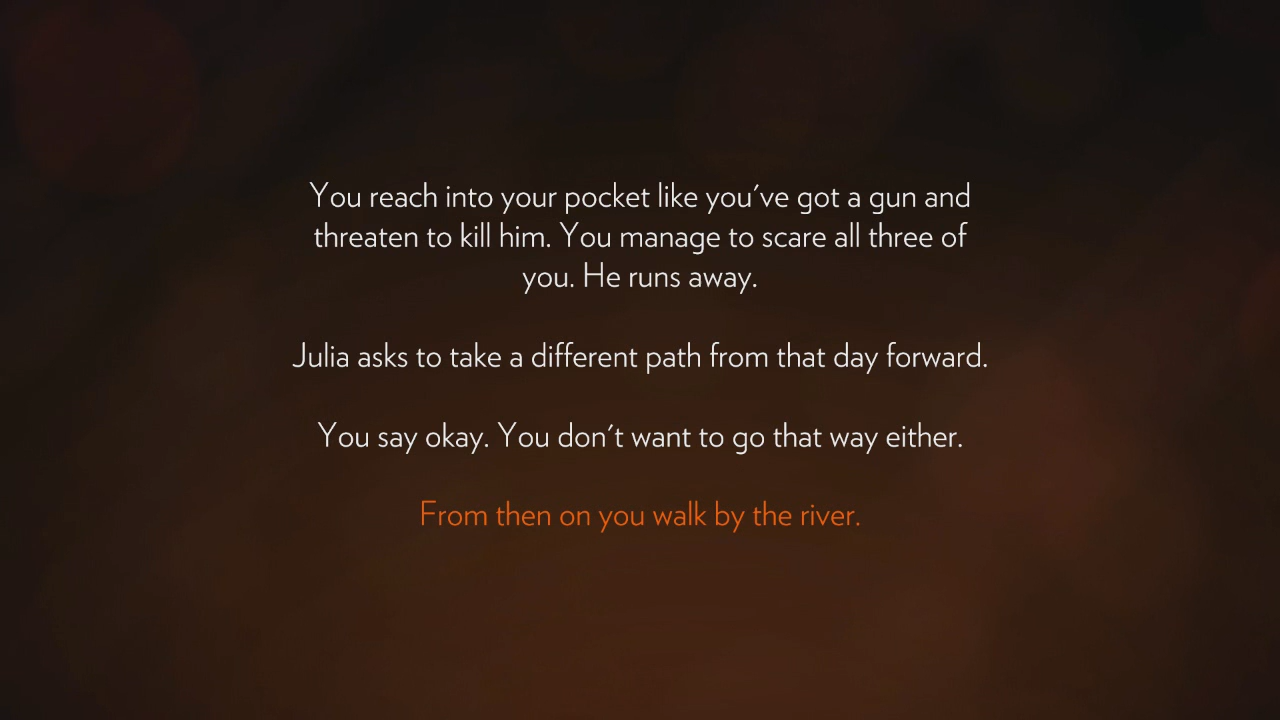 You reach into your pocket like you've got a gun and
threaten to kill him. You manage to scare all three of
you. He runs away.
Julia asks to take a different path from that day forward.
You say okay. You don't want to go that way either.
From then on you walk by the river.